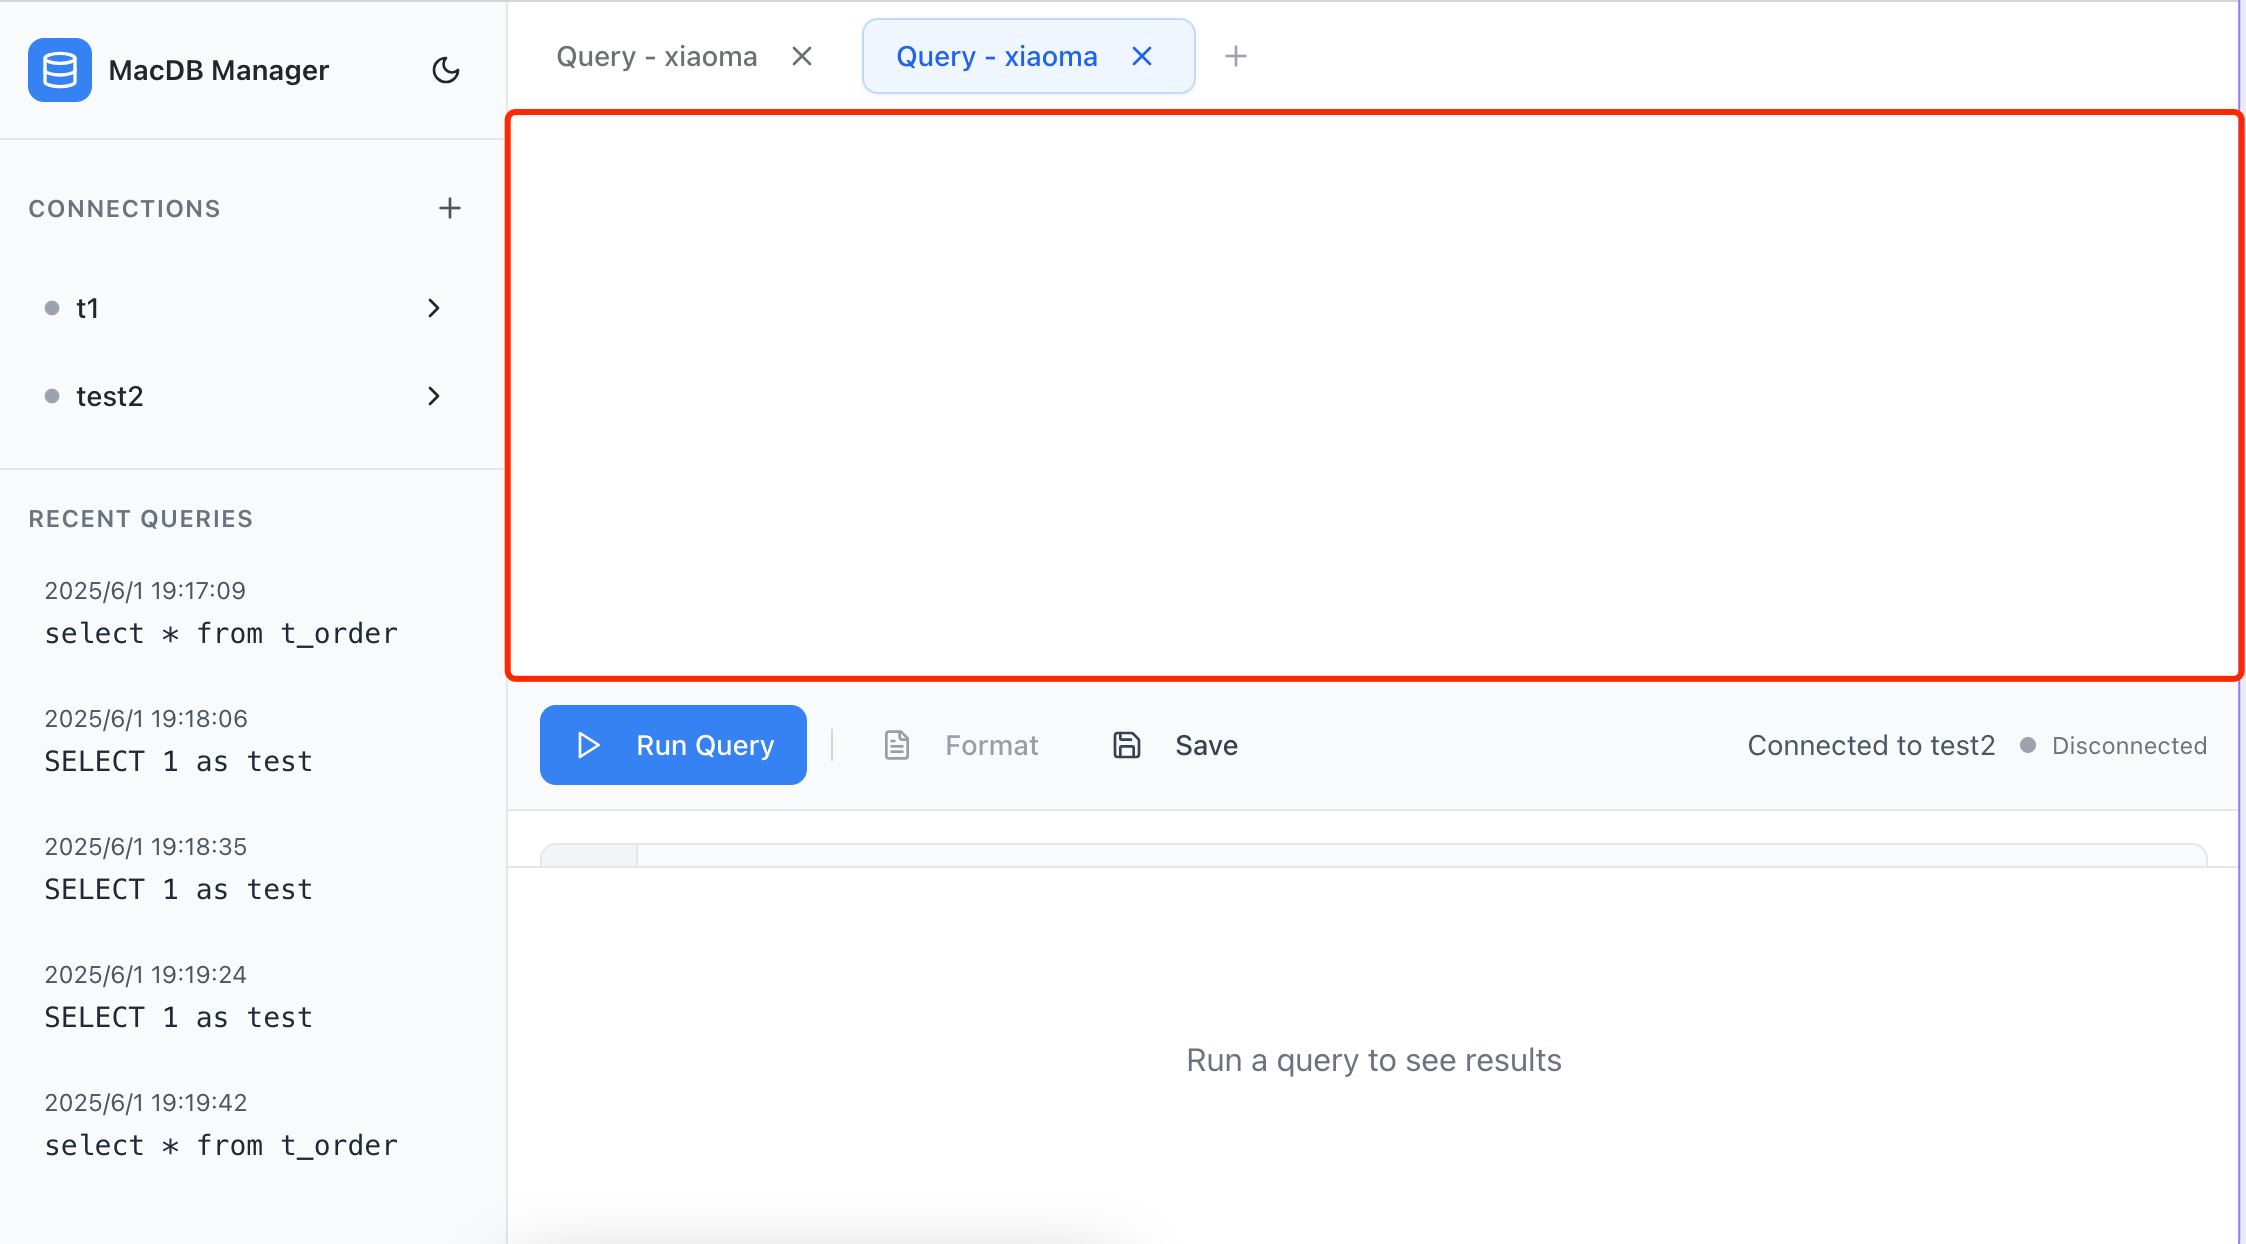 MacDB Manager
CONNECTIONS
t1
test2
RECENT QUERIES
2025/6/1 19:17:09
select * from t_order
2025/6/1 19:18:06
SELECT 1 as test
2025/6/1 19:18:35
SELECT 1 as test
2025/6/1 19:19:24
SELECT 1 as test
2025/6/1 19:19:42
select * from t_order
Query - xiaoma
Query - xiaoma
Run Query
Format
Save
Connected to test2
Disconnected
Run a query to see results